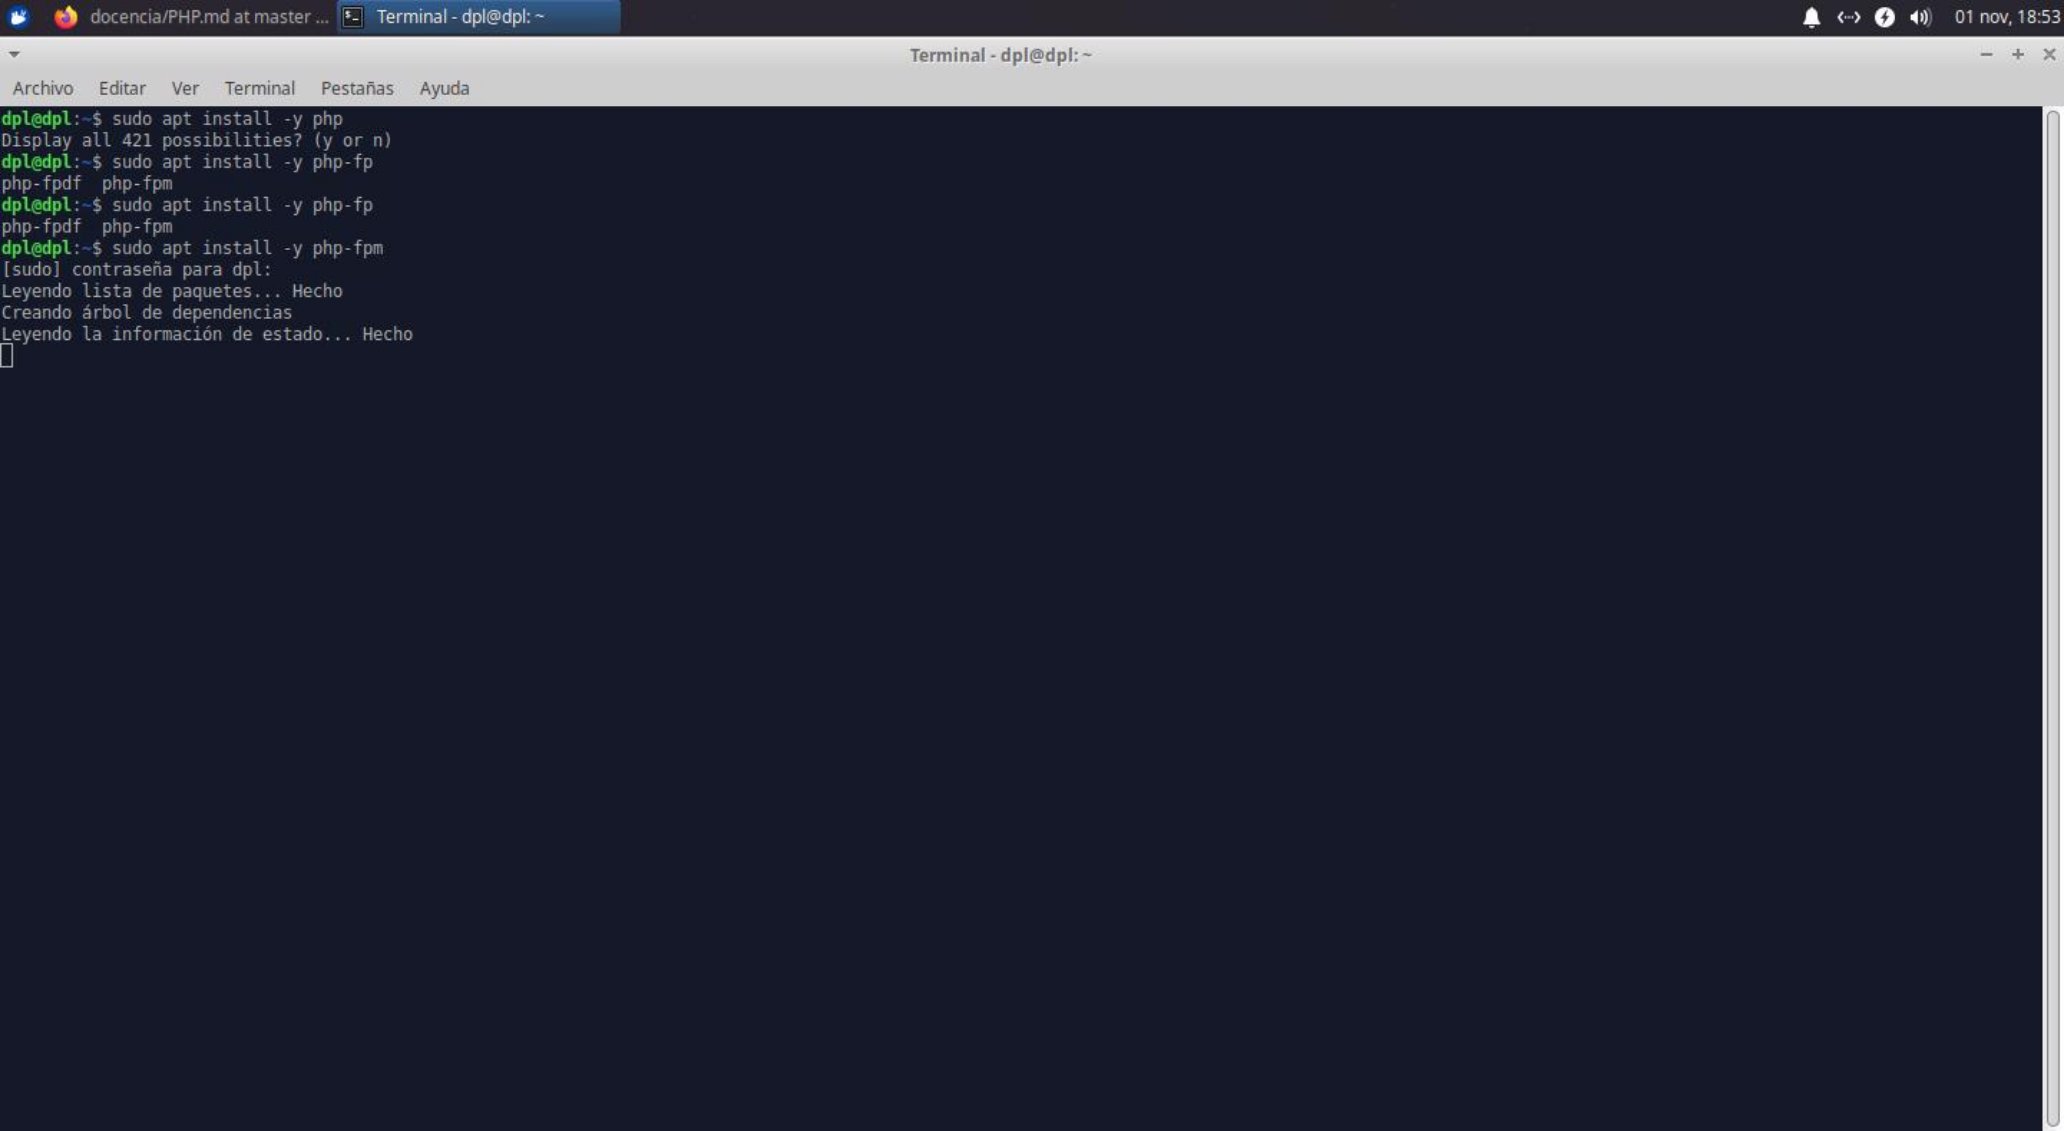 docencia/PHP.md at master ...
Terminal - dpl@dpl: ~
01 nov, 18:53
Terminal - dpl@dpl: ~
Archivo Editar Ver Terminal Pestañas Ayuda
dpl@dpl:~$ sudo apt install -y php
Display all 421 possibilities? (y or n)
dpl@dpl:~$ sudo apt install -y php-fp
php-fpdf  php-fpm
dpl@dpl:~$ sudo apt install -y php-fp
php-fpdf  php-fpm
dpl@dpl:~$ sudo apt install -y php-fpm
[sudo] contraseña para dpl:
Leyendo lista de paquetes... Hecho
Creando árbol de dependencias
Leyendo la información de estado... Hecho